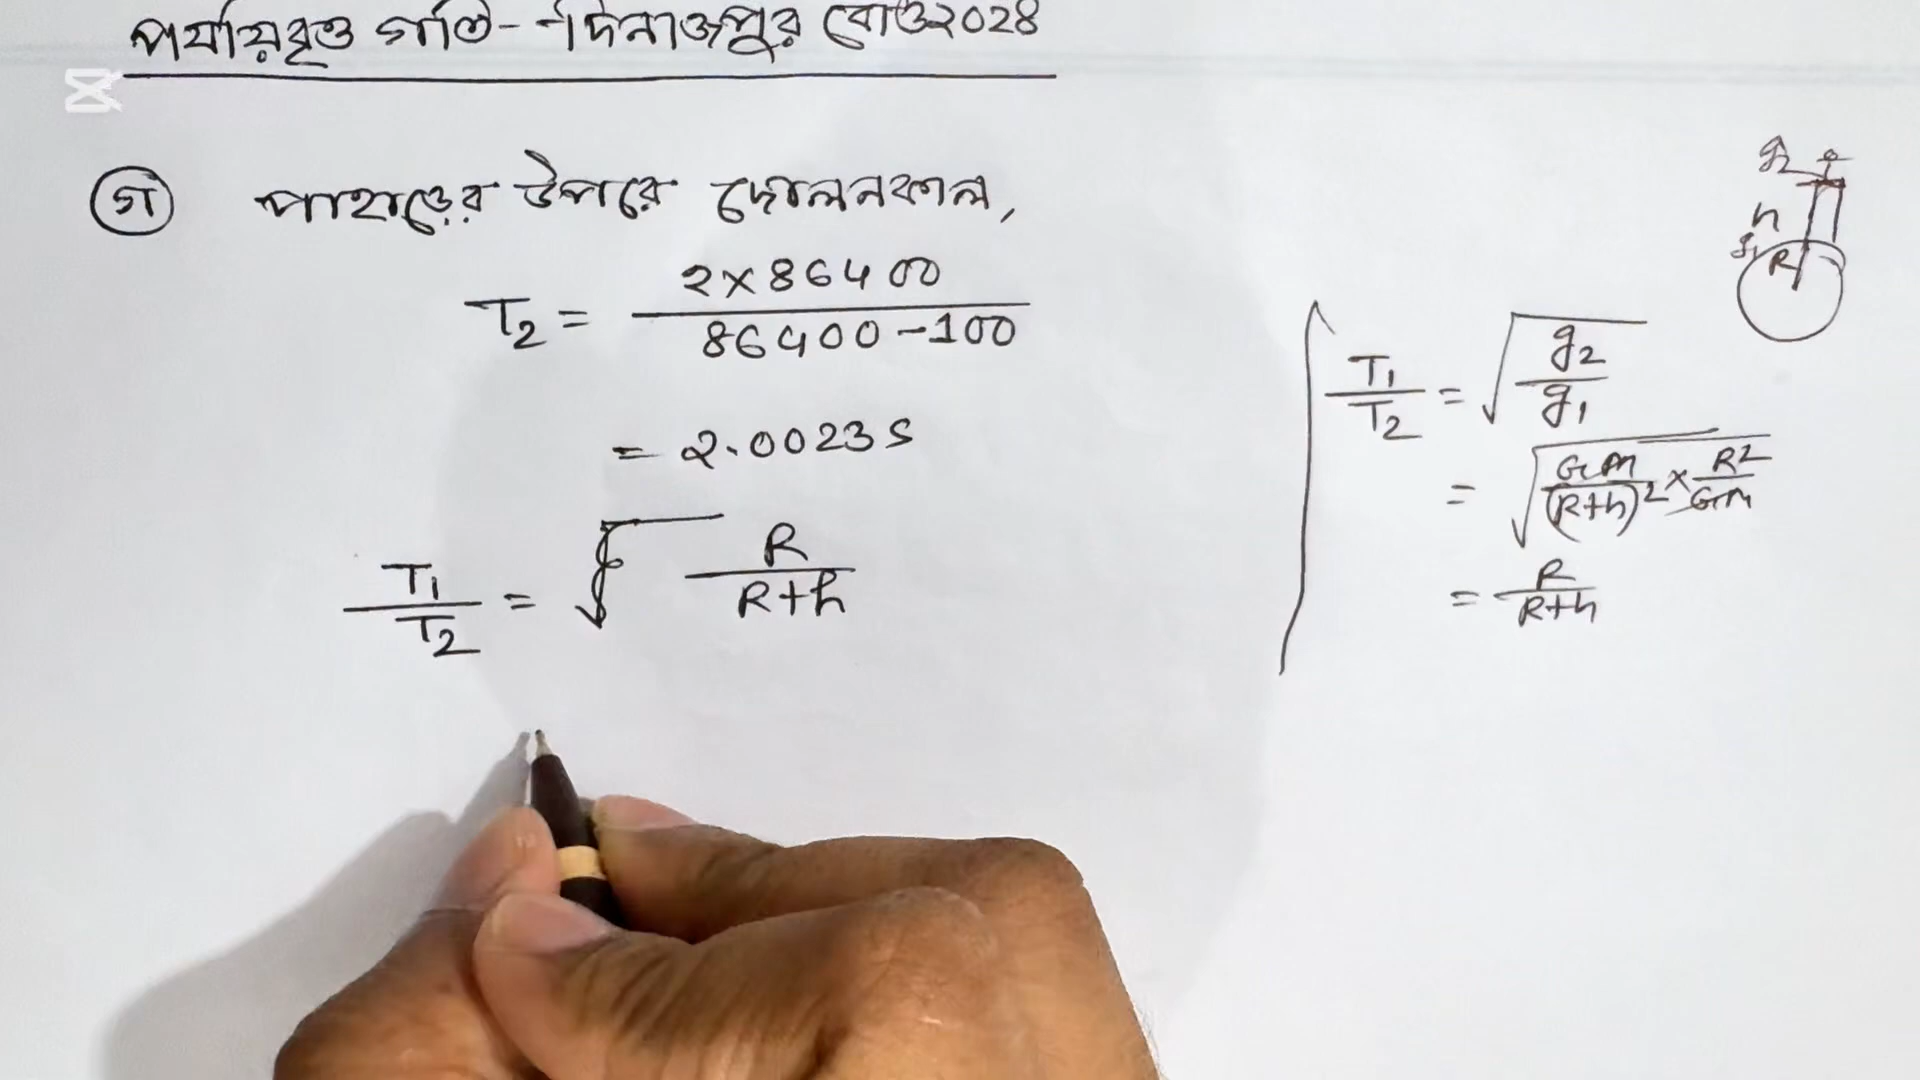 পর্যায়বৃত্ত গতি - দিনাজপুর বোর্ড ২০২৪
গ পাহাড়ের উপরে দোলনকাল,
T₂ = 2×86400 / 86400-100
= 2.0023 s
T₁/T₂ = √ R/R+h
g₂
h
g₁ R
T₁/T₂ = √ g₂/g₁
= √ GM/(R+h)² × R²/GM
= R/R+h